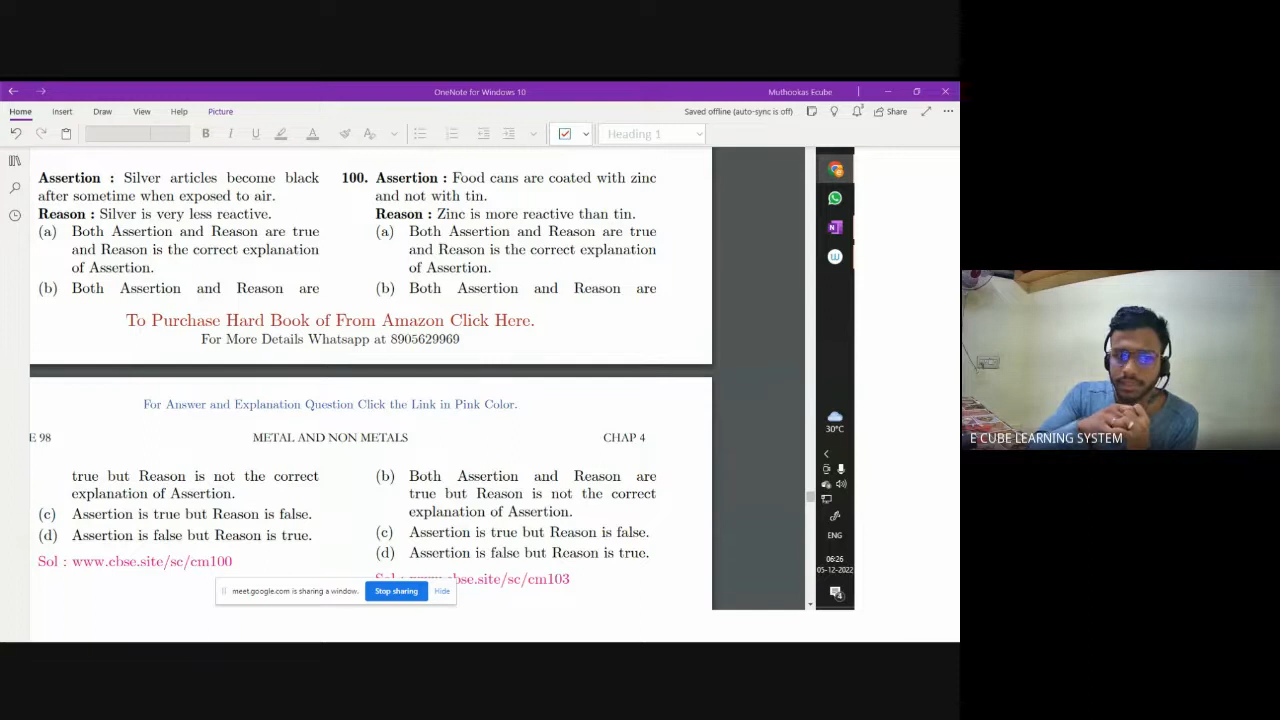 OneNote for Windows 10
Muthookas Ecube
Home Insert Draw View Help Picture
Saved offline (auto-sync is off)
Share
B I U A
Heading 1
Assertion : Silver articles become black
after sometime when exposed to air.
Reason : Silver is very less reactive.
(a) Both Assertion and Reason are true
and Reason is the correct explanation
of Assertion.
(b) Both Assertion and Reason are
100. Assertion : Food cans are coated with zinc
and not with tin.
Reason : Zinc is more reactive than tin.
(a) Both Assertion and Reason are true
and Reason is the correct explanation
of Assertion.
(b) Both Assertion and Reason are
To Purchase Hard Book of From Amazon Click Here.
For More Details Whatsapp at 8905629969
For Answer and Explanation Question Click the Link in Pink Color.
E 98 METAL AND NON METALS CHAP 4
true but Reason is not the correct
explanation of Assertion.
(c) Assertion is true but Reason is false.
(d) Assertion is false but Reason is true.
Sol : www.cbse.site/sc/cm100
(b) Both Assertion and Reason are
true but Reason is not the correct
explanation of Assertion.
(c) Assertion is true but Reason is false.
(d) Assertion is false but Reason is true.
Sol : www.cbse.site/sc/cm103
meet.google.com is sharing a window.
Stop sharing
Hide
30°C
ENG
06:26
05-12-2022
4
E CUBE LEARNING SYSTEM